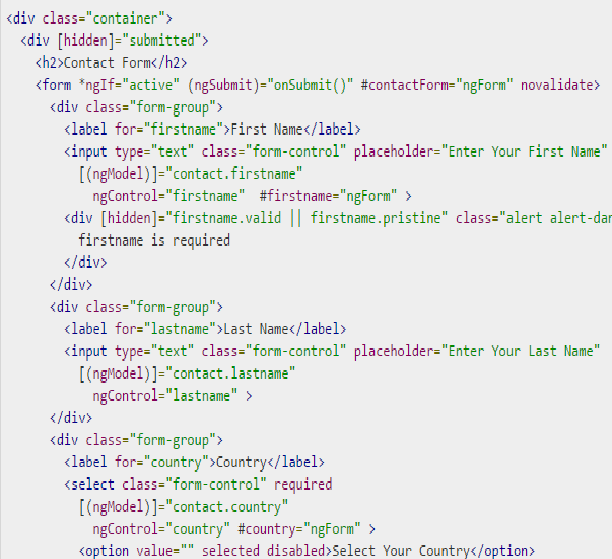 <div class="container">
<div [hidden]="submitted">
<h2>Contact Form</h2>
<form *ngIf="active" (ngSubmit)="onSubmit()" #contactForm="ngForm" novalidate>
<div class="form-group">
<label for="firstname">First Name</label>
<input type="text" class="form-control" placeholder="Enter Your First Name"
[(ngModel)]="contact.firstname"
ngControl="firstname"  #firstname="ngForm" >
<div [hidden]="firstname.valid || firstname.pristine" class="alert alert-dan
firstname is required
</div>
</div>
<div class="form-group">
<label for="lastname">Last Name</label>
<input type="text" class="form-control" placeholder="Enter Your Last Name"
[(ngModel)]="contact.lastname"
ngControl="lastname" >
</div>
<div class="form-group">
<label for="country">Country</label>
<select class="form-control" required
[(ngModel)]="contact.country"
ngControl="country" #country="ngForm" >
<option value="" selected disabled>Select Your Country</option>